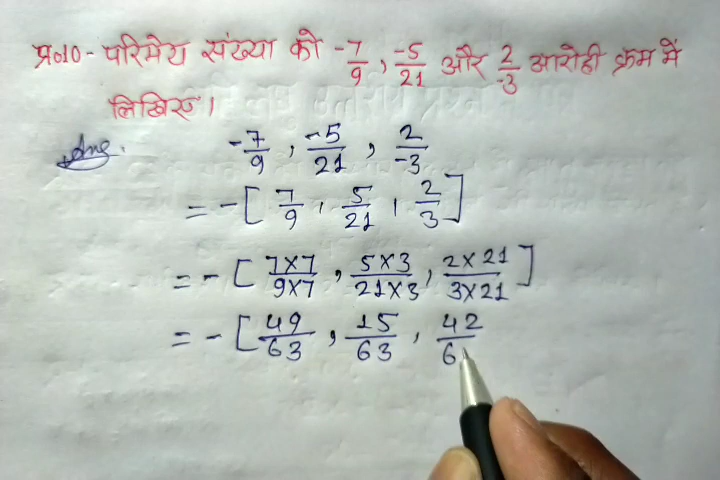 प्र०10- परिमेय संख्या को -7/9, -5/21 और 2/-3 आरोही क्रम में
लिखिए।
Ans. -7/9, -5/21, 2/-3
= -[7/9, 5/21, 2/3]
= -[7×7/9×7, 5×3/21×3, 2×21/3×21]
= -[49/63, 15/63, 42/6